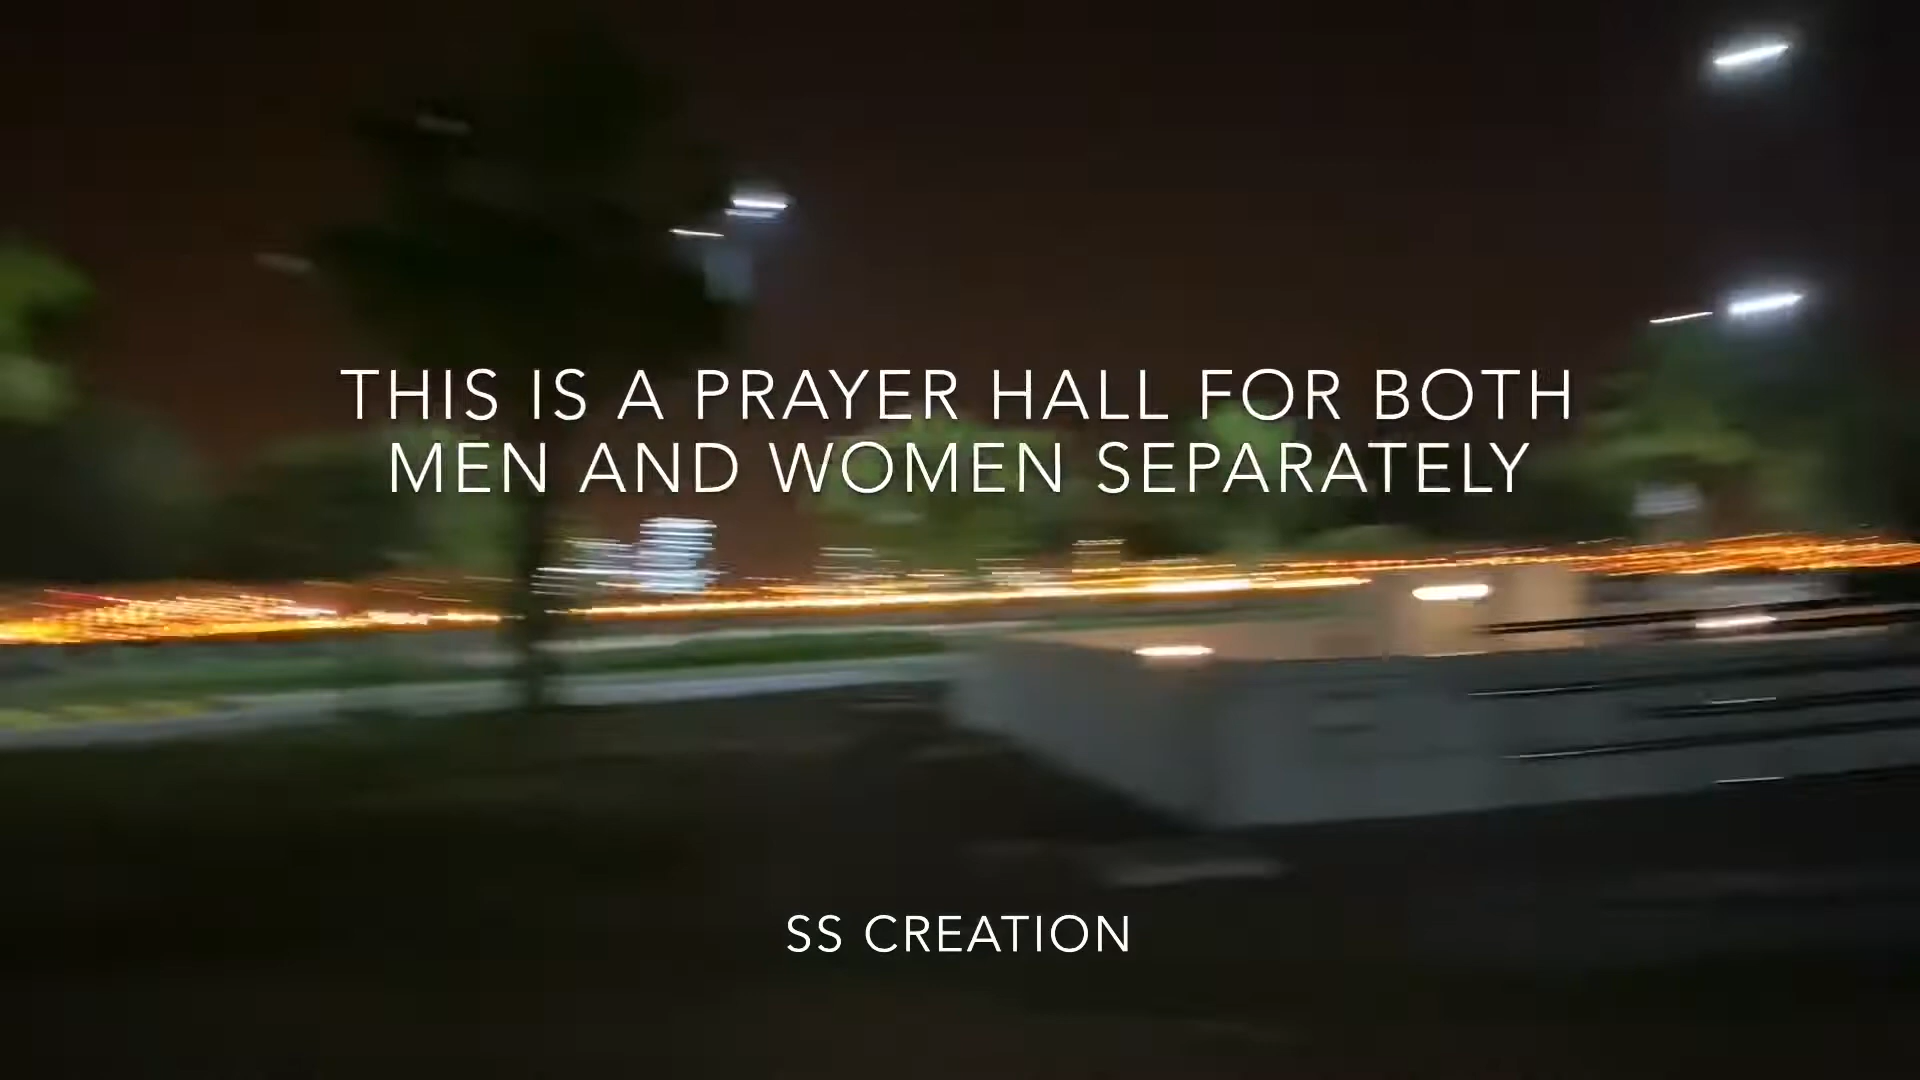 THIS IS A PRAYER HALL FOR BOTH
MEN AND WOMEN SEPARATELY
SS CREATION